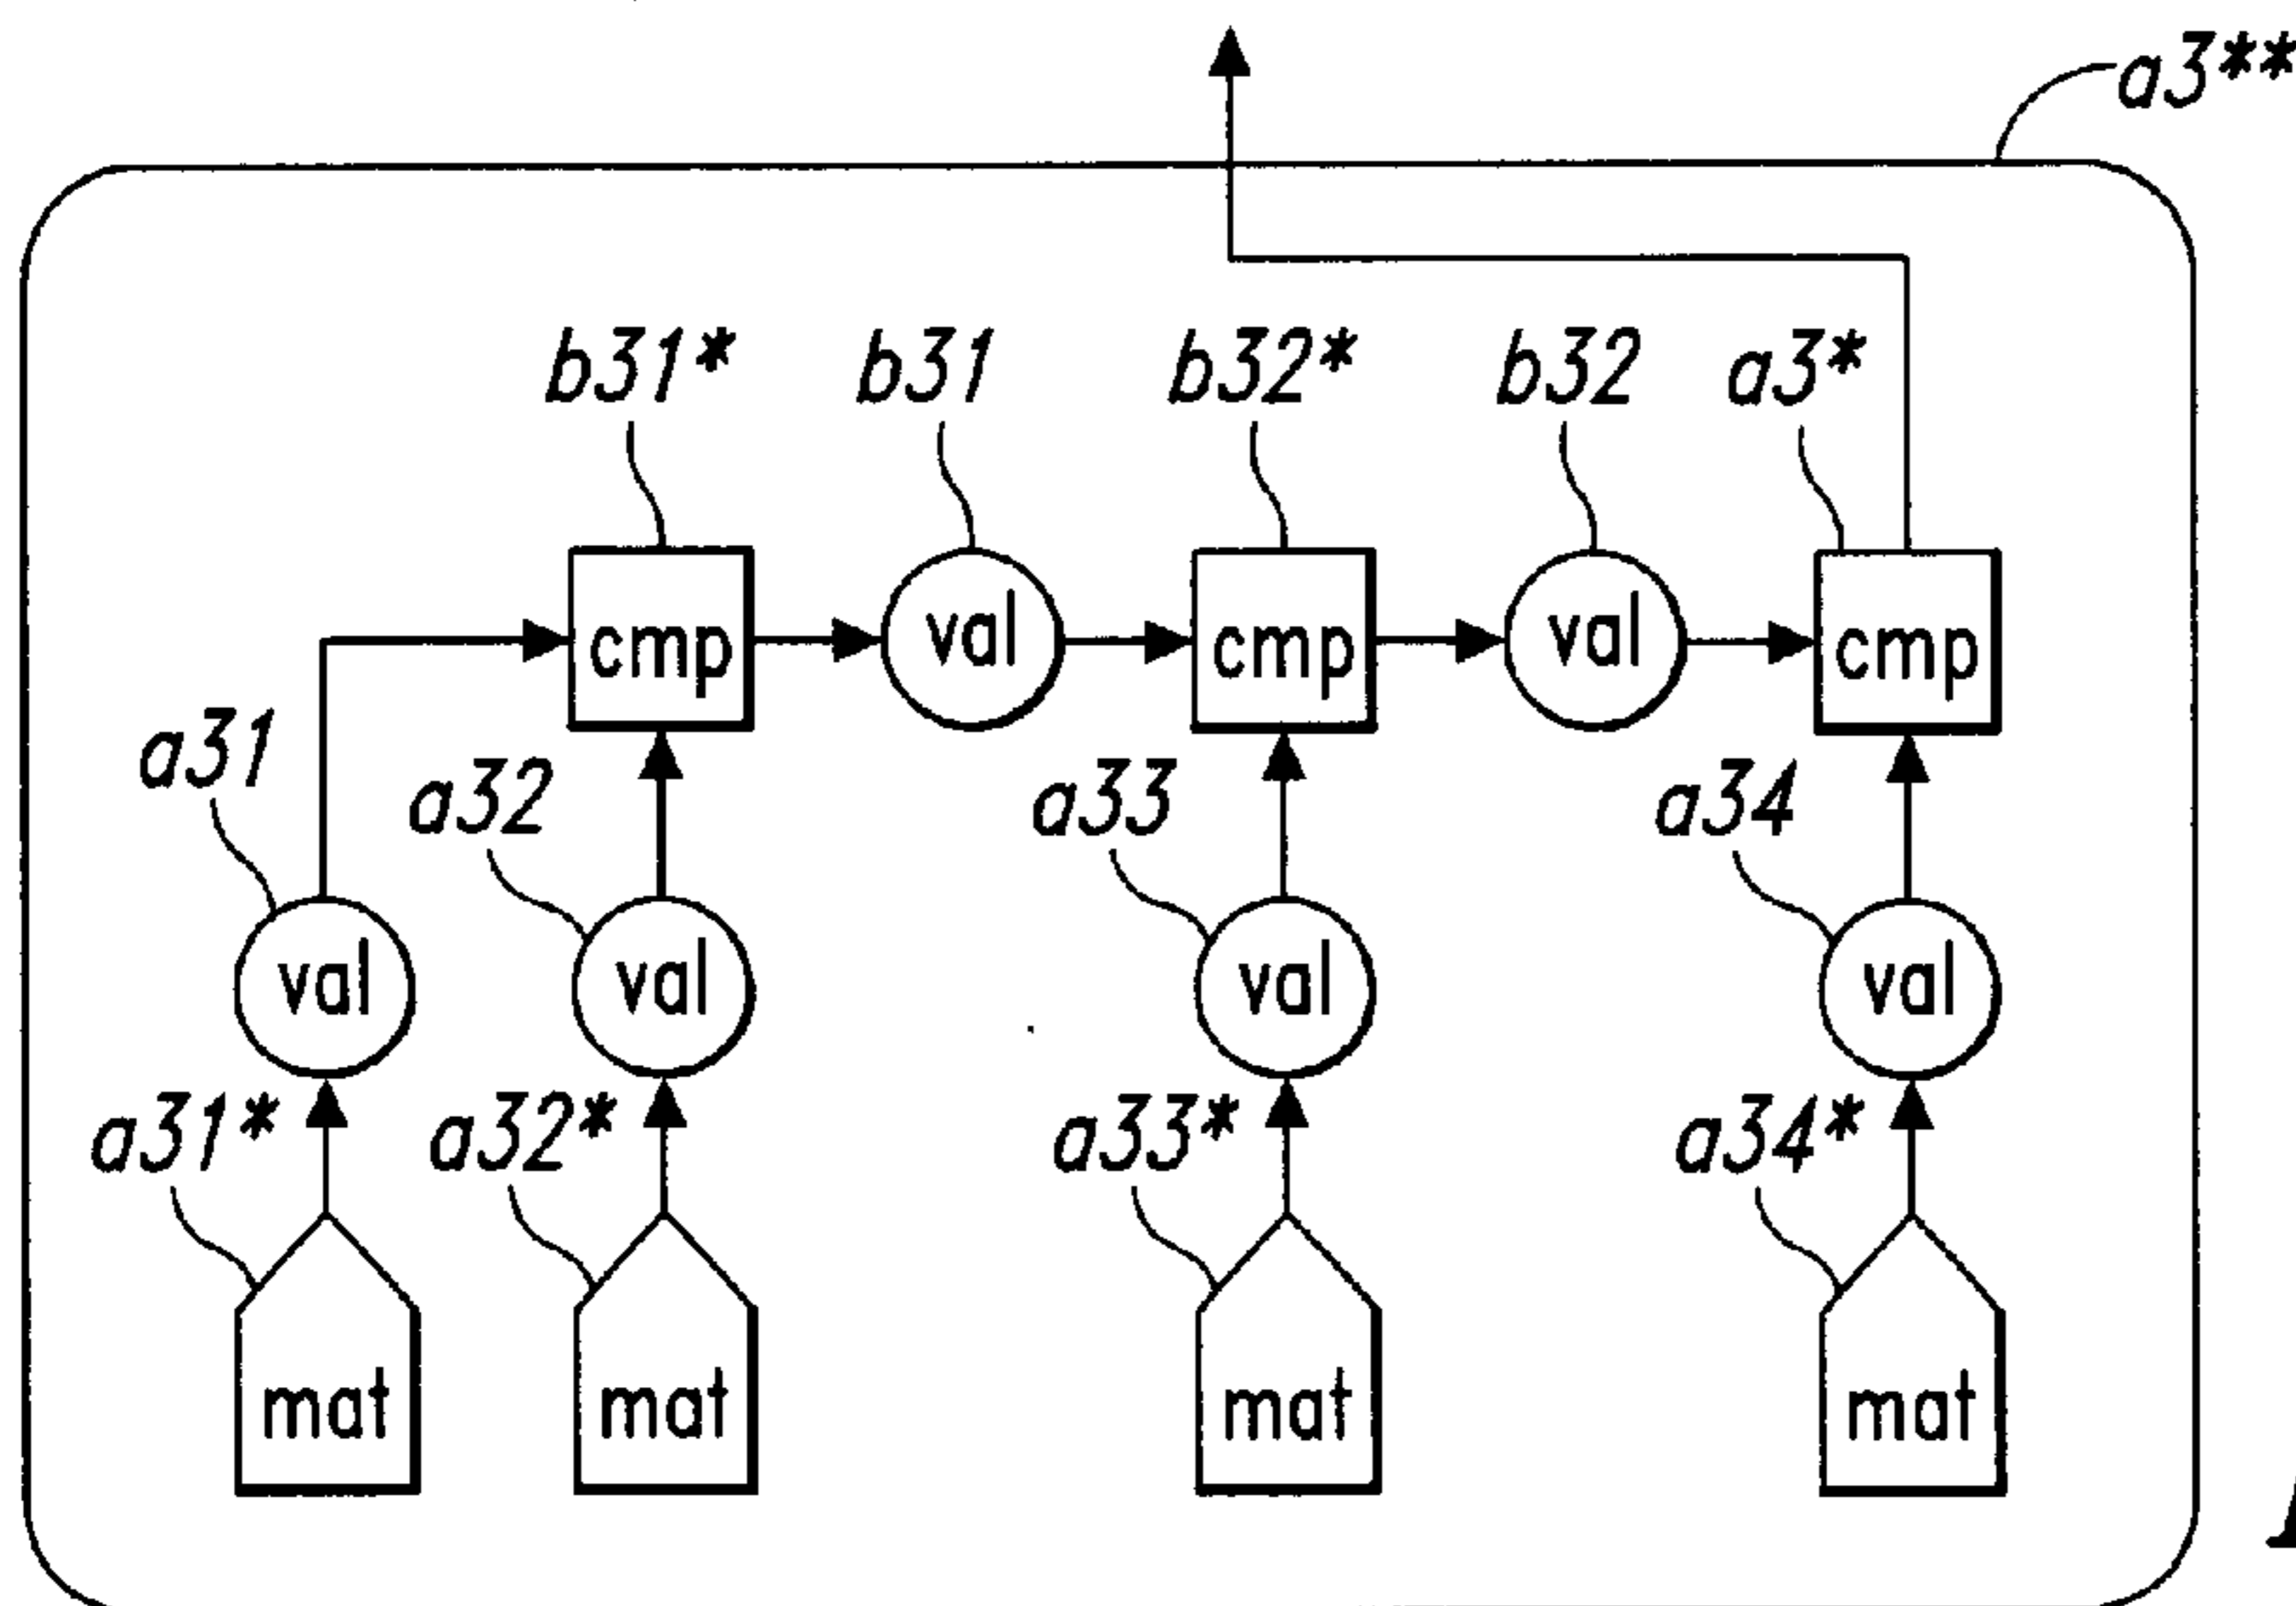 a3**
b31* b31 b32* b32 a3*
cmp val cmp val cmp
a31 a32 a33 a34
val val val val
a31* a32* a33* a34*
mat mat mat mat